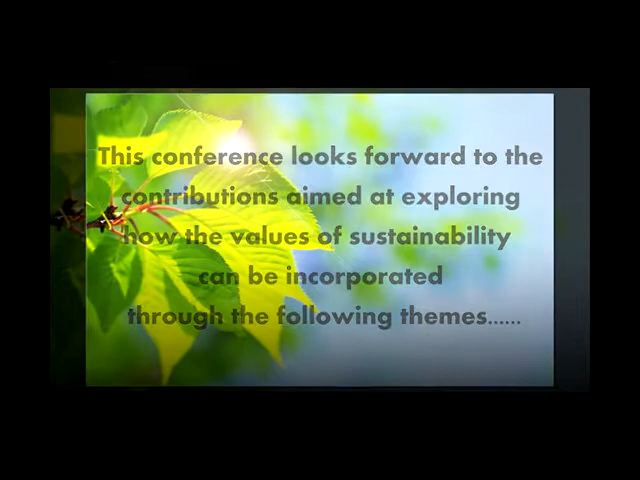 This conference looks forward to the
contributions aimed at exploring
how the values of sustainability
can be incorporated
through the following themes......